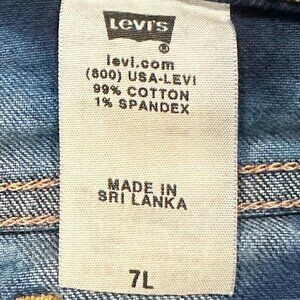 Levi's
®
levi.com
(800) USA-LEVI
99% COTTON
1% SPANDEX
MADE IN
SRI LANKA
7L